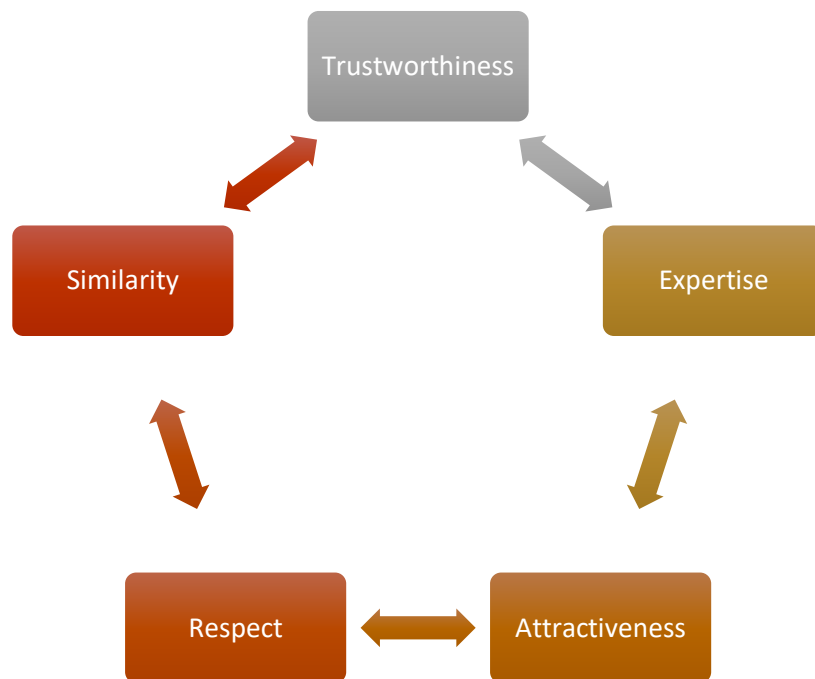 Trustworthiness
Similarity
Expertise
Respect
Attractiveness